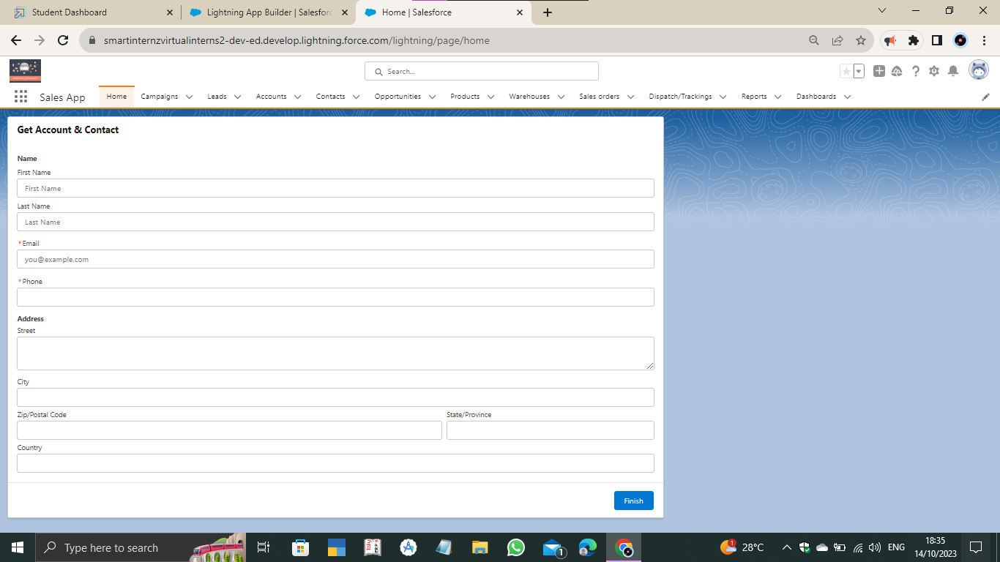 Student Dashboard
Lightning App Builder | Salesforc
Home | Salesforce
smartinternzvirtualinterns2-dev-ed.develop.lightning.force.com/lightning/page/home
Search...
Sales App
Home Campaigns Leads Accounts Contacts Opportunities Products Warehouses Sales orders Dispatch/Trackings Reports Dashboards
Get Account & Contact
Name
First Name
First Name
Last Name
Last Name
*Email
you@example.com
*Phone
Address
Street
City
Zip/Postal Code State/Province
Country
Finish
Type here to search
1
1
28°C
ENG
18:35
14/10/2023